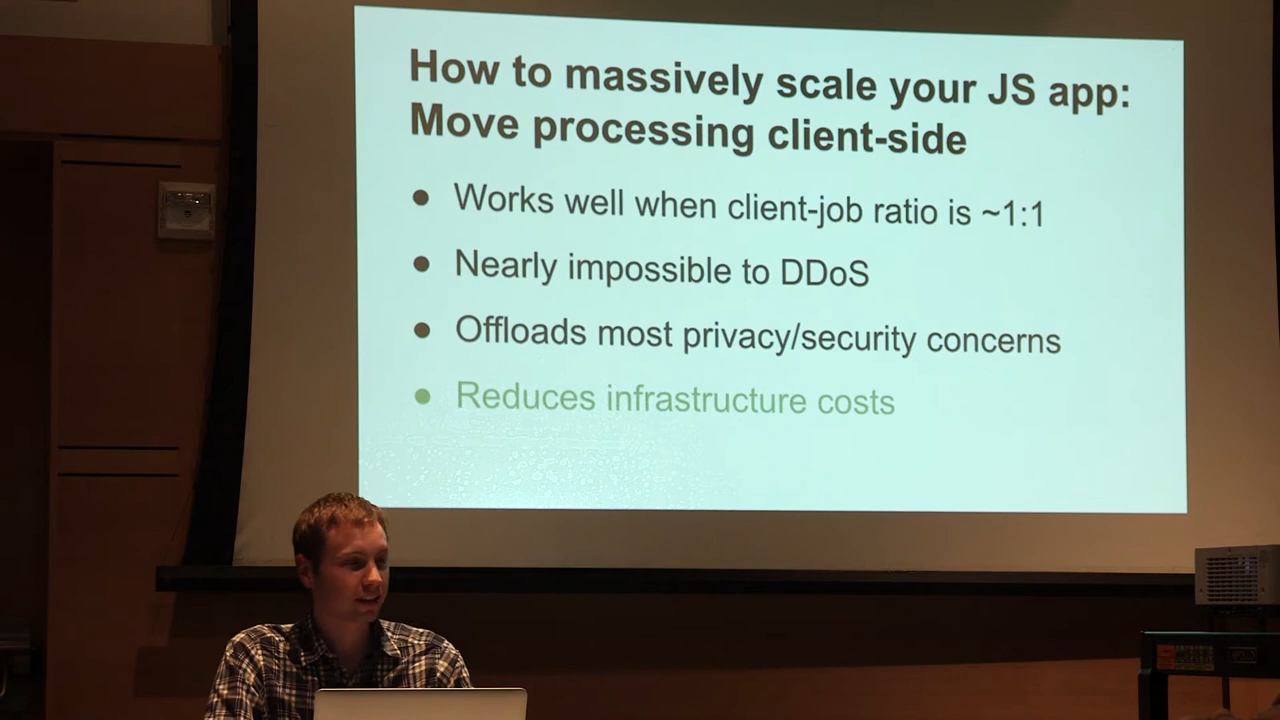 How to massively scale your JS app:
Move processing client-side
● Works well when client-job ratio is ~1:1
● Nearly impossible to DDoS
● Offloads most privacy/security concerns
● Reduces infrastructure costs